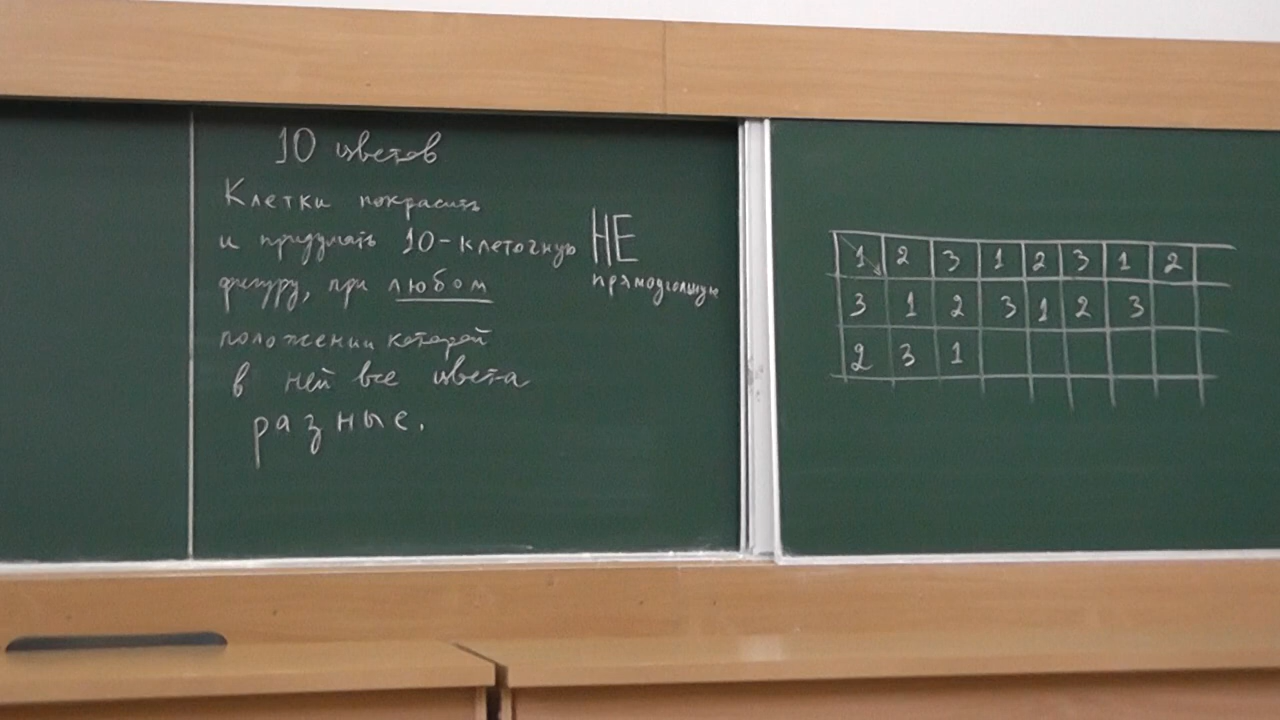 10 цветов
Клетки покрасить
и придумать 10-клеточную НЕ
фигуру, при любом прямоугольную
положении которой
в ней все цвета
разные.
1 2 3 1 2 3 1 2
3 1 2 3 1 2 3
2 3 1